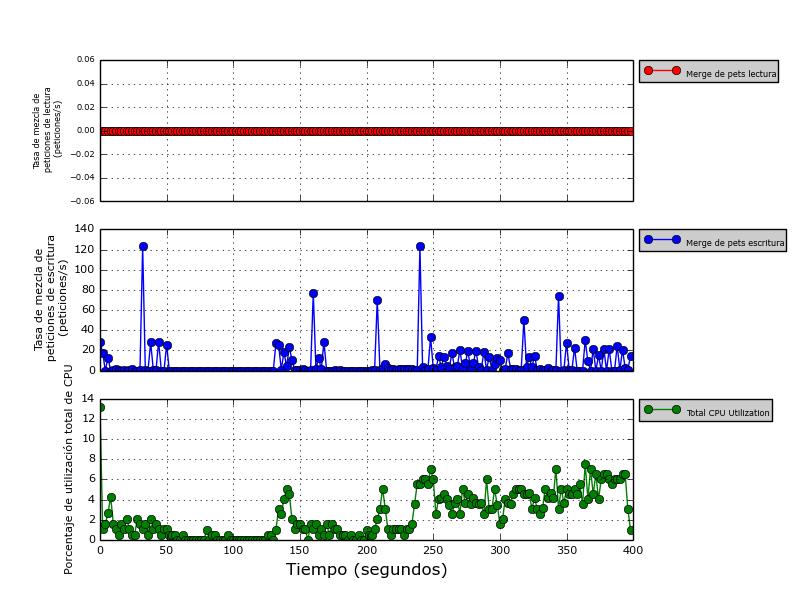 0.06
0.04
0.02
0.00
−0.02
−0.04
−0.06
Tasa de mezcla de
peticiones de lectura
(peticiones/s)
Merge de pets lectura
140
120
100
80
60
40
20
0
Tasa de mezcla de
peticiones de escritura
(peticiones/s)
Merge de pets escritura
14
12
10
8
6
4
2
0
Porcentaje de utilización total de CPU
Total CPU Utilization
0 50 100 150 200 250 300 350 400
Tiempo (segundos)